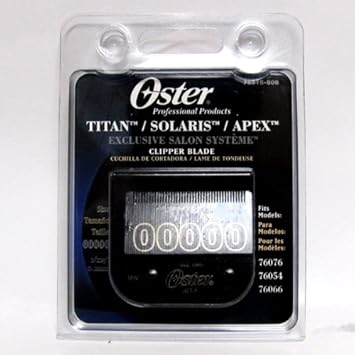 Oster
Professional Products
TITAN™ / SOLARIS™ / APEX™
EXCLUSIVE SALON SYSTÈME™
CLIPPER BLADE
CUCHILLA DE CORTADORA / LAME DE TONDEUSE
Fits
Models:
Para
Modelos:
Pour les
Modèles:
76076
76054
76066
00000
Oster